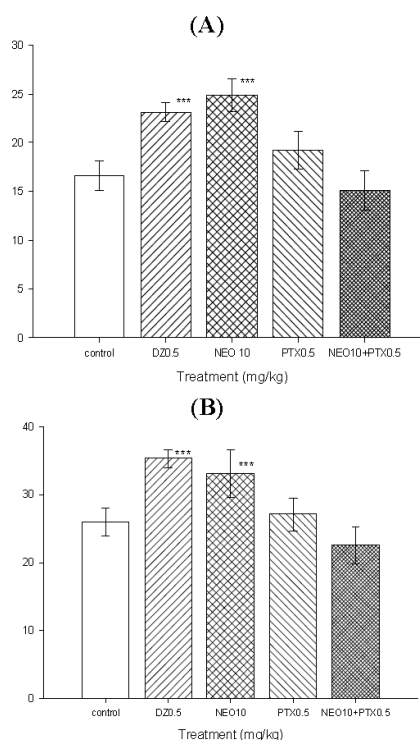 (A)
30
25
20
15
10
5
0
***
***
control
DZ0.5
NEO 10
PTX0.5
NEO10+PTX0.5
Treatment (mg/kg)
(B)
40
30
20
10
0
***
***
control
DZ0.5
NEO10
PTX0.5
NEO10+PTX0.5
Treatment (mg/kg)